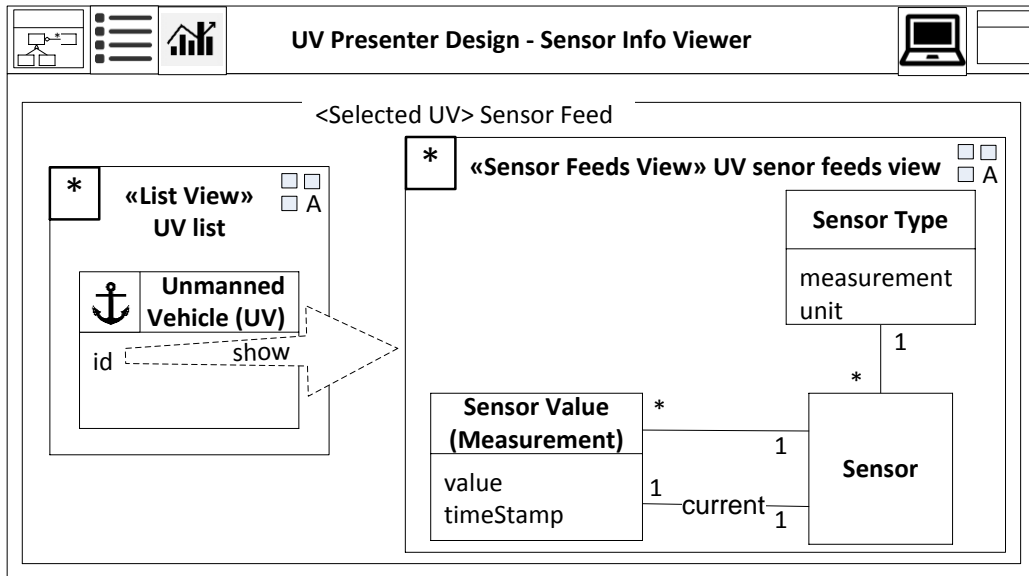 UV Presenter Design - Sensor Info Viewer
<Selected UV> Sensor Feed
*
«List View»
UV list
A
Unmanned
Vehicle (UV)
id
show
*
«Sensor Feeds View» UV senor feeds view
A
Sensor Type
measurement
unit
1
*
Sensor Value
(Measurement)
value
timeStamp
*
1
1
current
1
Sensor